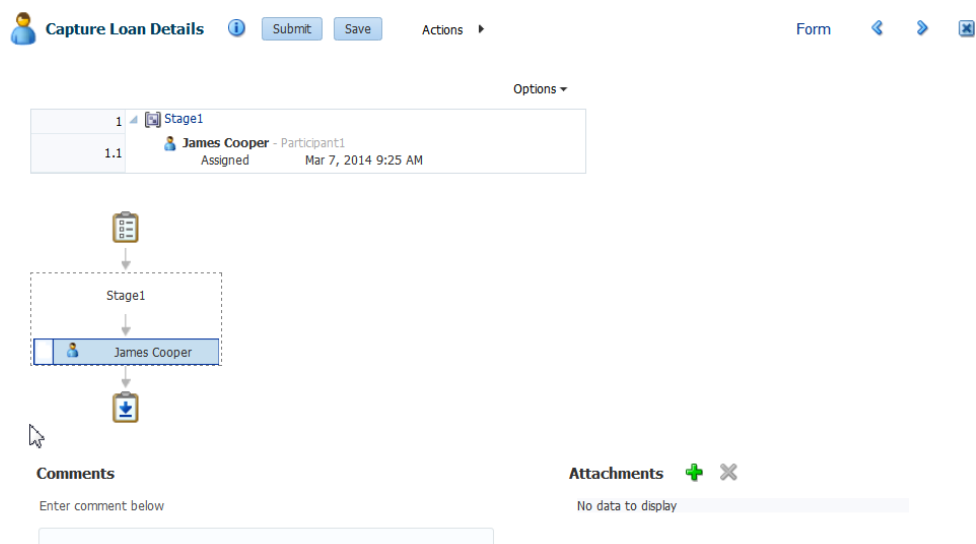 Capture Loan Details Submit Save Actions Form
Options
1 Stage1
1.1 James Cooper - Participant1
Assigned Mar 7, 2014 9:25 AM
Stage1
James Cooper
Comments Attachments
Enter comment below No data to display